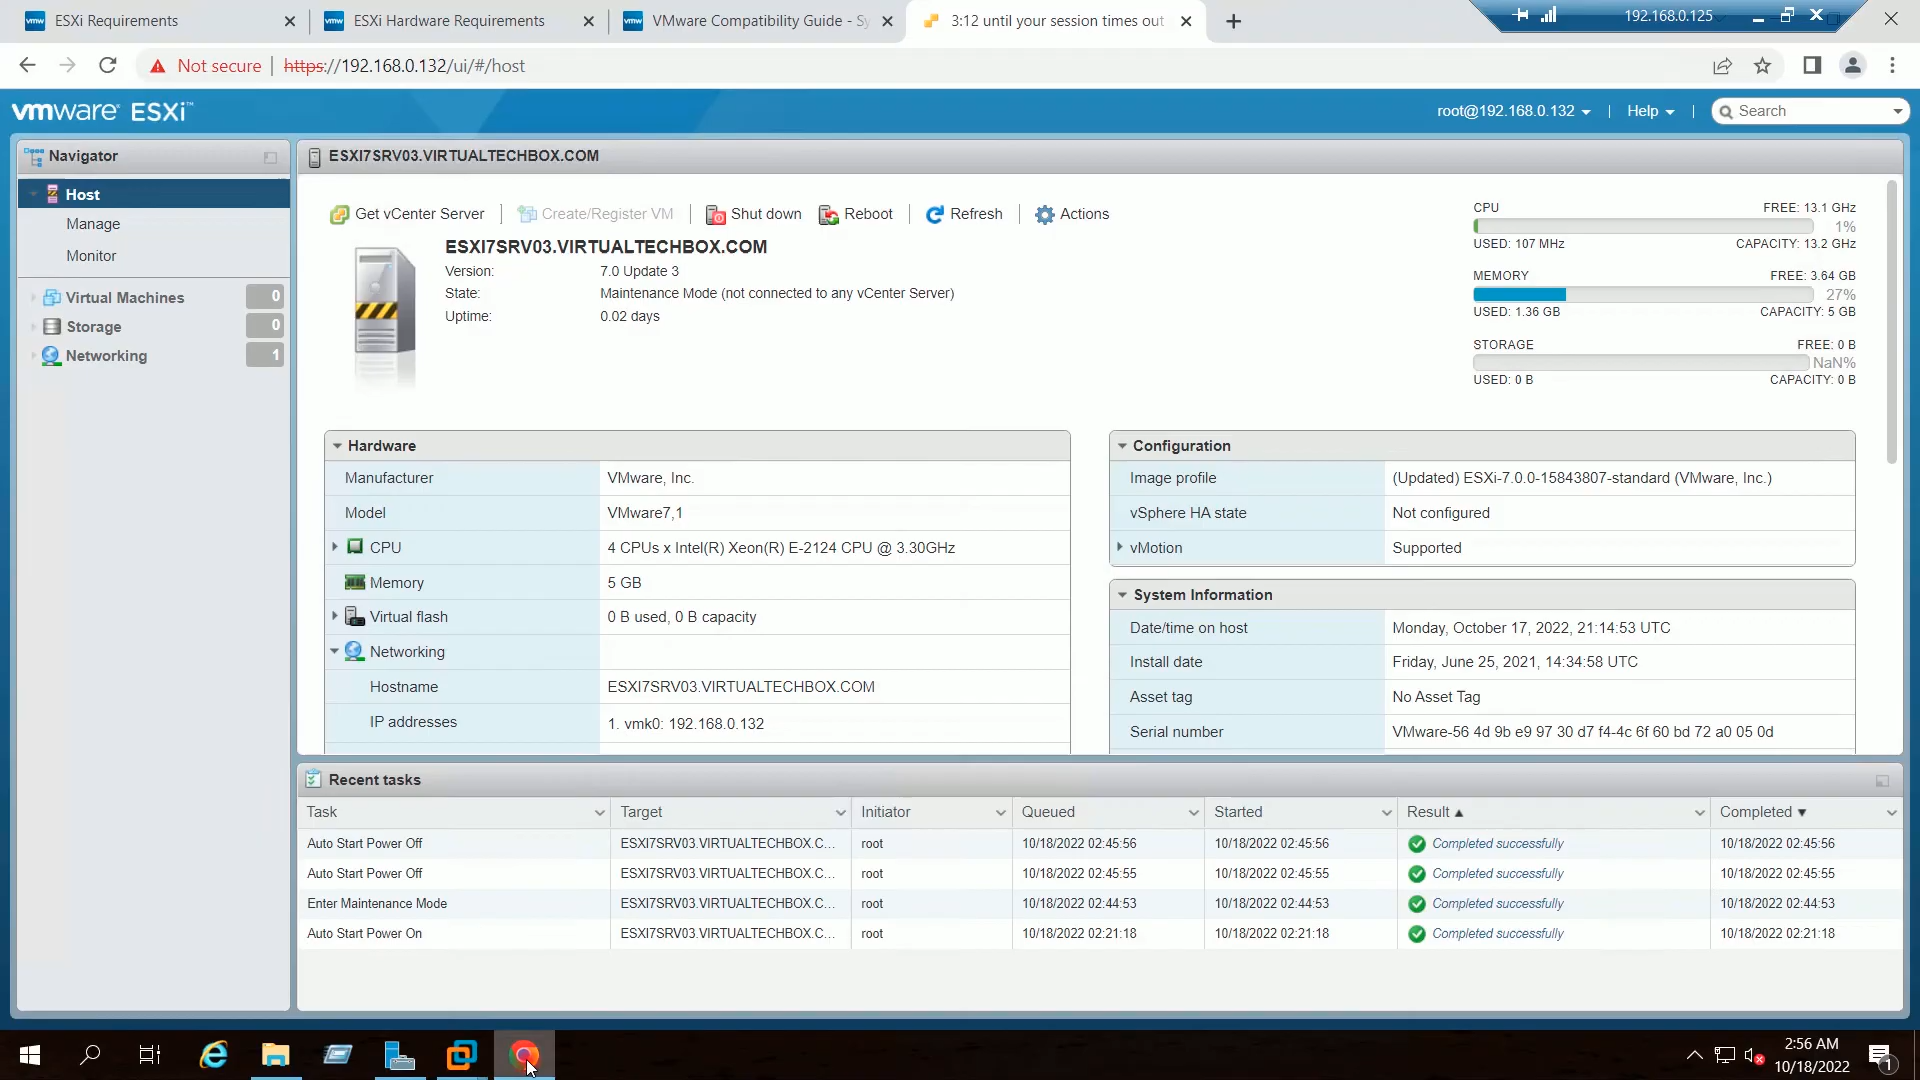 ESXi Requirements
ESXi Hardware Requirements
VMware Compatibility Guide - Sy
3:12 until your session times out
192.168.0.125
Not secure
https://192.168.0.132/ui/#/host
vmware ESXi™
root@192.168.0.132
Help
Search
Navigator
Host
Manage
Monitor
Virtual Machines 0
Storage 0
Networking 1
ESXI7SRV03.VIRTUALTECHBOX.COM
Get vCenter Server
Create/Register VM
Shut down
Reboot
Refresh
Actions
ESXI7SRV03.VIRTUALTECHBOX.COM
Version: 7.0 Update 3
State: Maintenance Mode (not connected to any vCenter Server)
Uptime: 0.02 days
CPU FREE: 13.1 GHz
1%
USED: 107 MHz CAPACITY: 13.2 GHz
MEMORY FREE: 3.64 GB
27%
USED: 1.36 GB CAPACITY: 5 GB
STORAGE FREE: 0 B
NaN%
USED: 0 B CAPACITY: 0 B
Hardware
Manufacturer VMware, Inc.
Model VMware7,1
CPU 4 CPUs x Intel(R) Xeon(R) E-2124 CPU @ 3.30GHz
Memory 5 GB
Virtual flash 0 B used, 0 B capacity
Networking
Hostname ESXI7SRV03.VIRTUALTECHBOX.COM
IP addresses 1. vmk0: 192.168.0.132
Configuration
Image profile (Updated) ESXi-7.0.0-15843807-standard (VMware, Inc.)
vSphere HA state Not configured
vMotion Supported
System Information
Date/time on host Monday, October 17, 2022, 21:14:53 UTC
Install date Friday, June 25, 2021, 14:34:58 UTC
Asset tag No Asset Tag
Serial number VMware-56 4d 9b e9 97 30 d7 f4-4c 6f 60 bd 72 a0 05 0d
Recent tasks
Task Target Initiator Queued Started Result Completed
Auto Start Power Off ESXI7SRV03.VIRTUALTECHBOX.C... root 10/18/2022 02:45:56 10/18/2022 02:45:56 Completed successfully 10/18/2022 02:45:56
Auto Start Power Off ESXI7SRV03.VIRTUALTECHBOX.C... root 10/18/2022 02:45:55 10/18/2022 02:45:55 Completed successfully 10/18/2022 02:45:55
Enter Maintenance Mode ESXI7SRV03.VIRTUALTECHBOX.C... root 10/18/2022 02:44:53 10/18/2022 02:44:53 Completed successfully 10/18/2022 02:44:53
Auto Start Power On ESXI7SRV03.VIRTUALTECHBOX.C... root 10/18/2022 02:21:18 10/18/2022 02:21:18 Completed successfully 10/18/2022 02:21:18
2:56 AM
10/18/2022
1